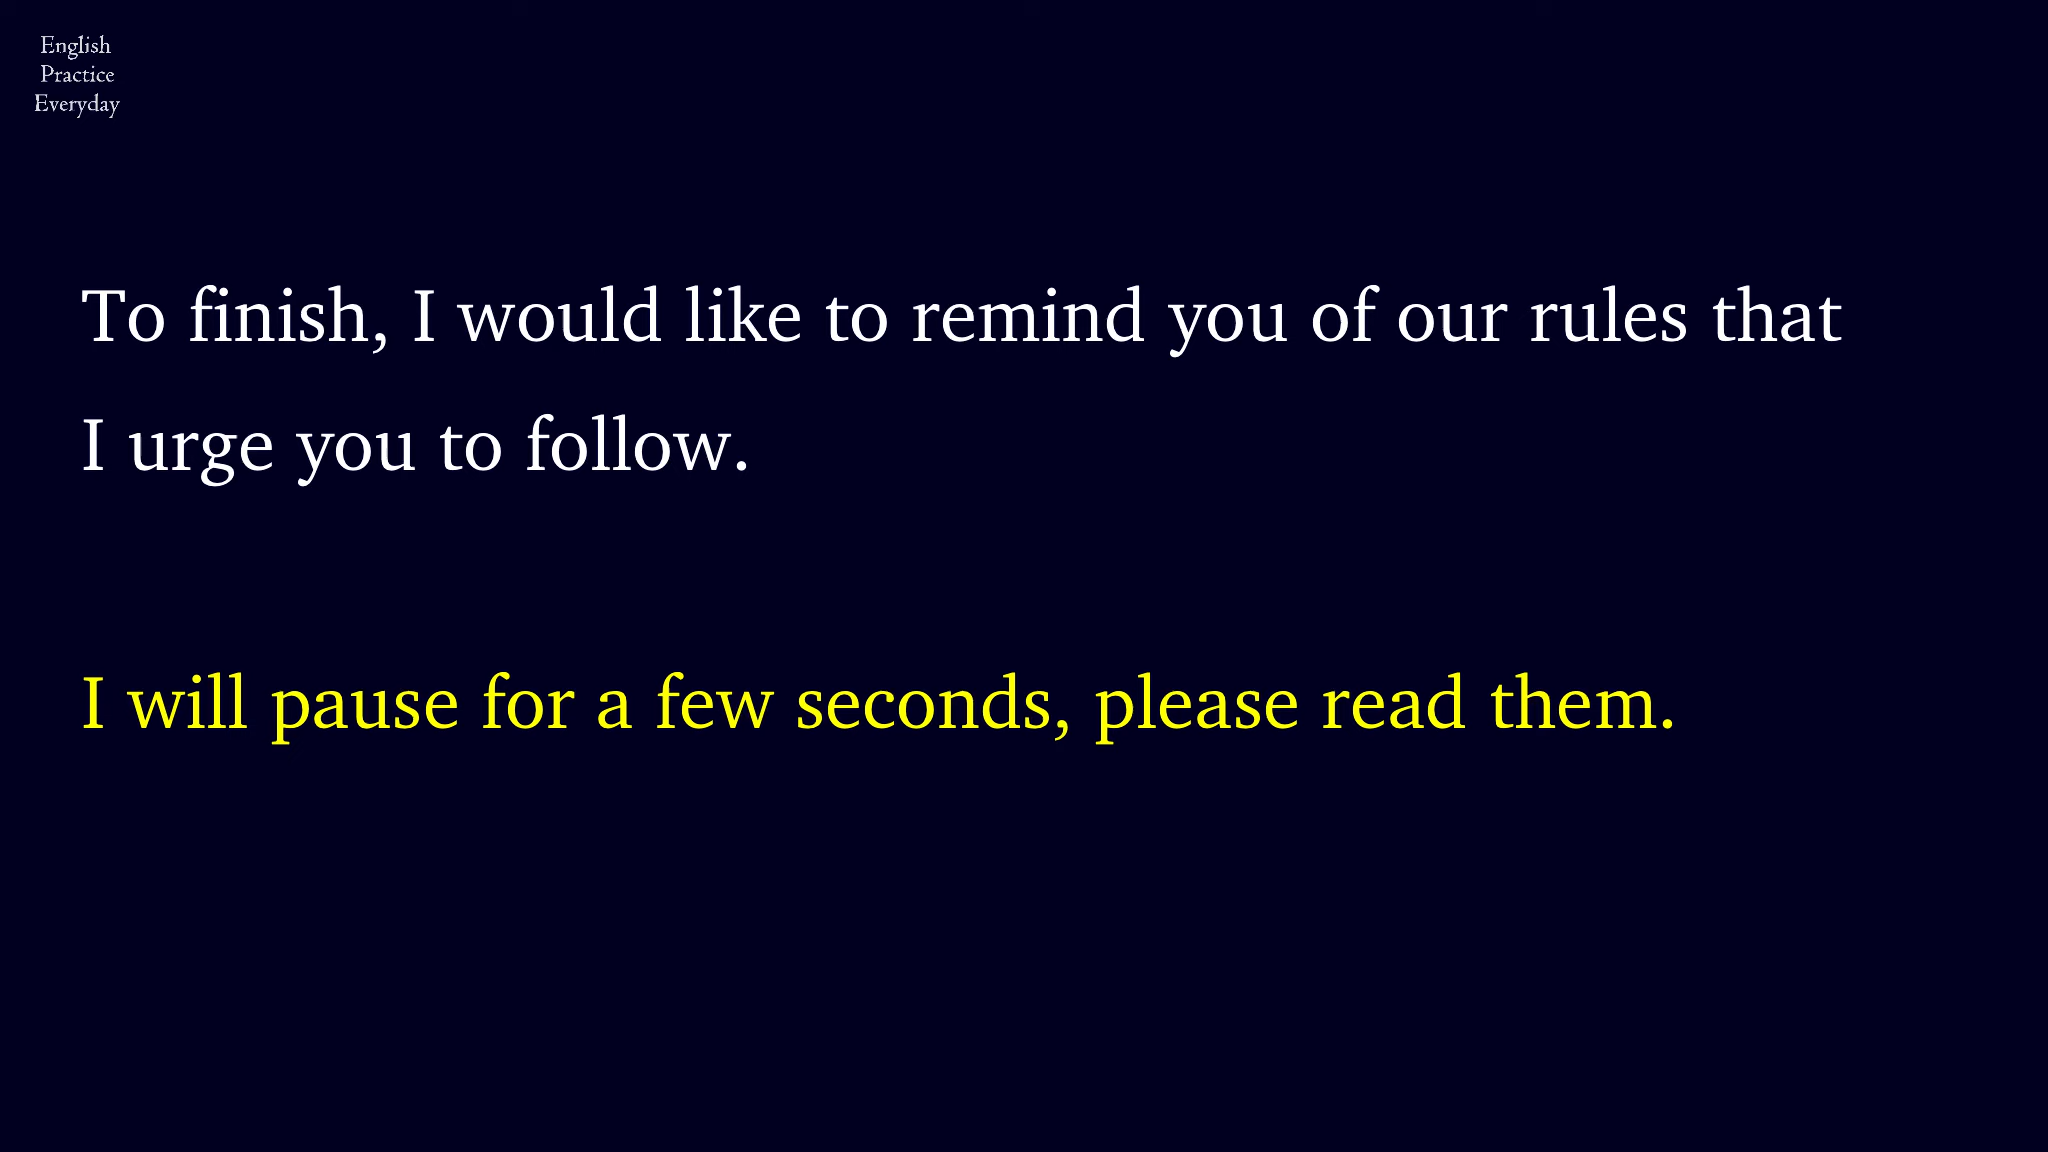 English
Practice
Everyday
To finish, I would like to remind you of our rules that
I urge you to follow.
I will pause for a few seconds, please read them.